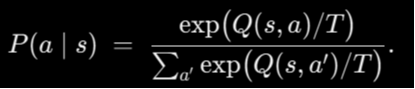 P(a | s) = exp(Q(s, a)/T) / ∑_{a'} exp(Q(s, a')/T).